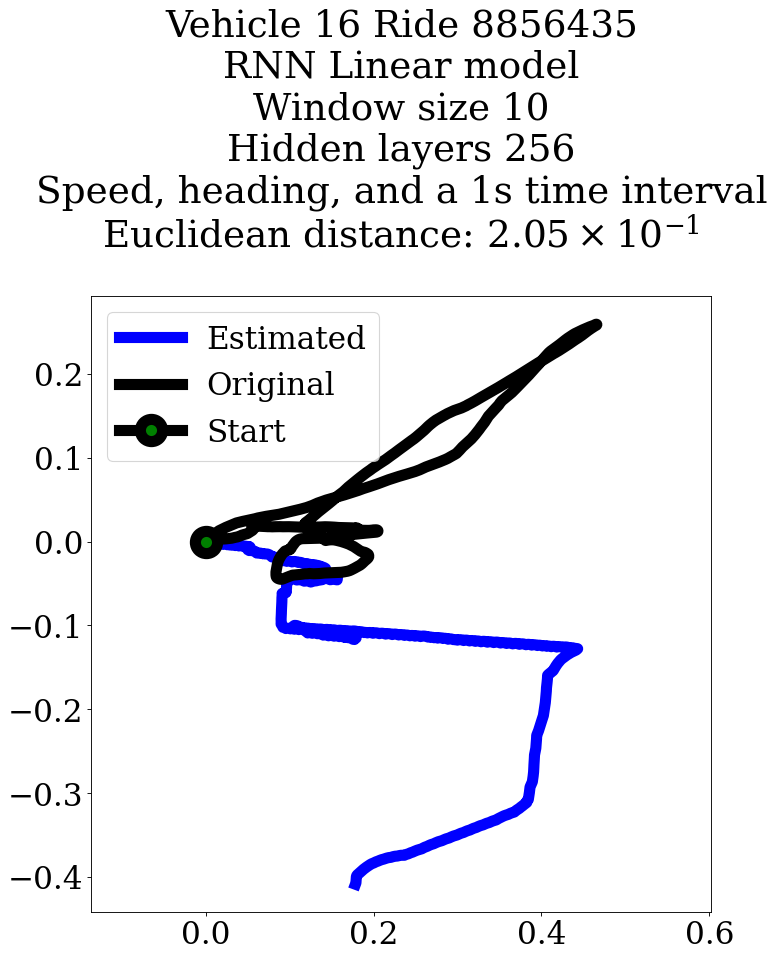 Vehicle 16 Ride 8856435
RNN Linear model
Window size 10
Hidden layers 256
Speed, heading, and a 1s time interval
Euclidean distance: 2.05 × 10⁻¹
Estimated
Original
Start
0.2
0.1
0.0
−0.1
−0.2
−0.3
−0.4
0.0 0.2 0.4 0.6